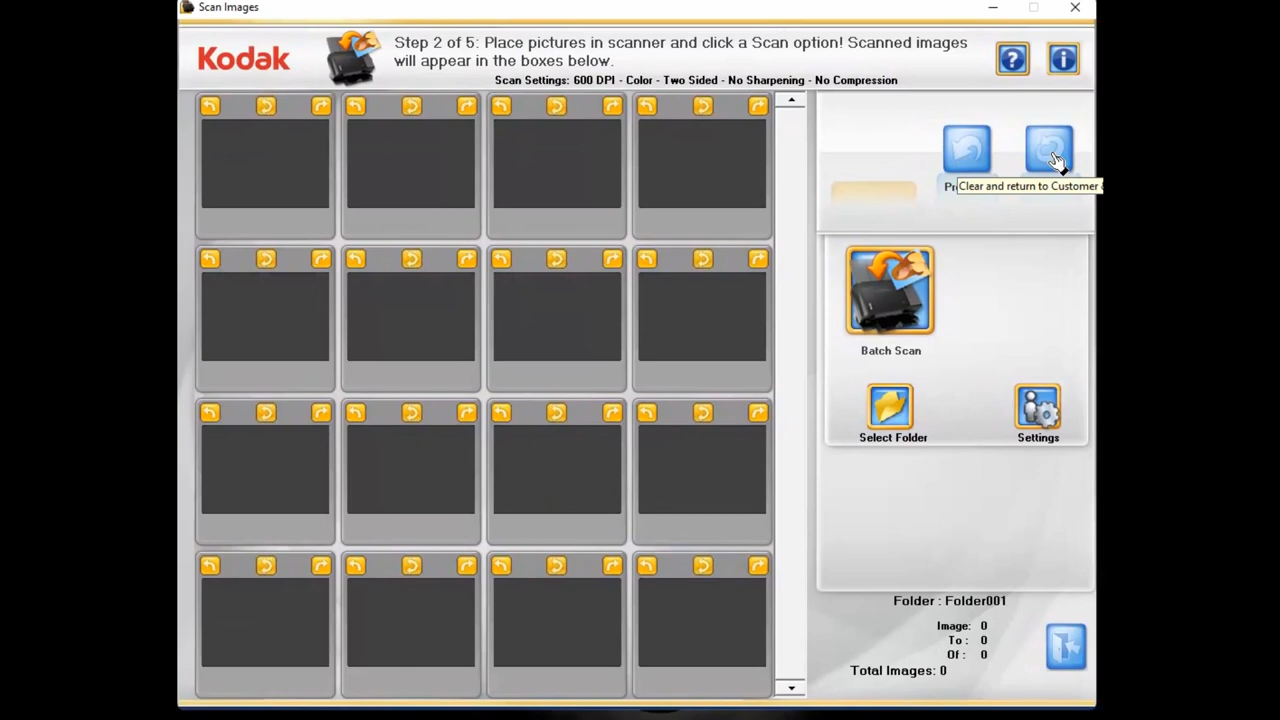 Scan Images
Kodak
Step 2 of 5: Place pictures in scanner and click a Scan option! Scanned images
will appear in the boxes below.
Scan Settings: 600 DPI - Color - Two Sided - No Sharpening - No Compression
Clear and return to Customer
Batch Scan
Select Folder
Settings
Folder : Folder001
Image: 0
To : 0
Of : 0
Total Images: 0